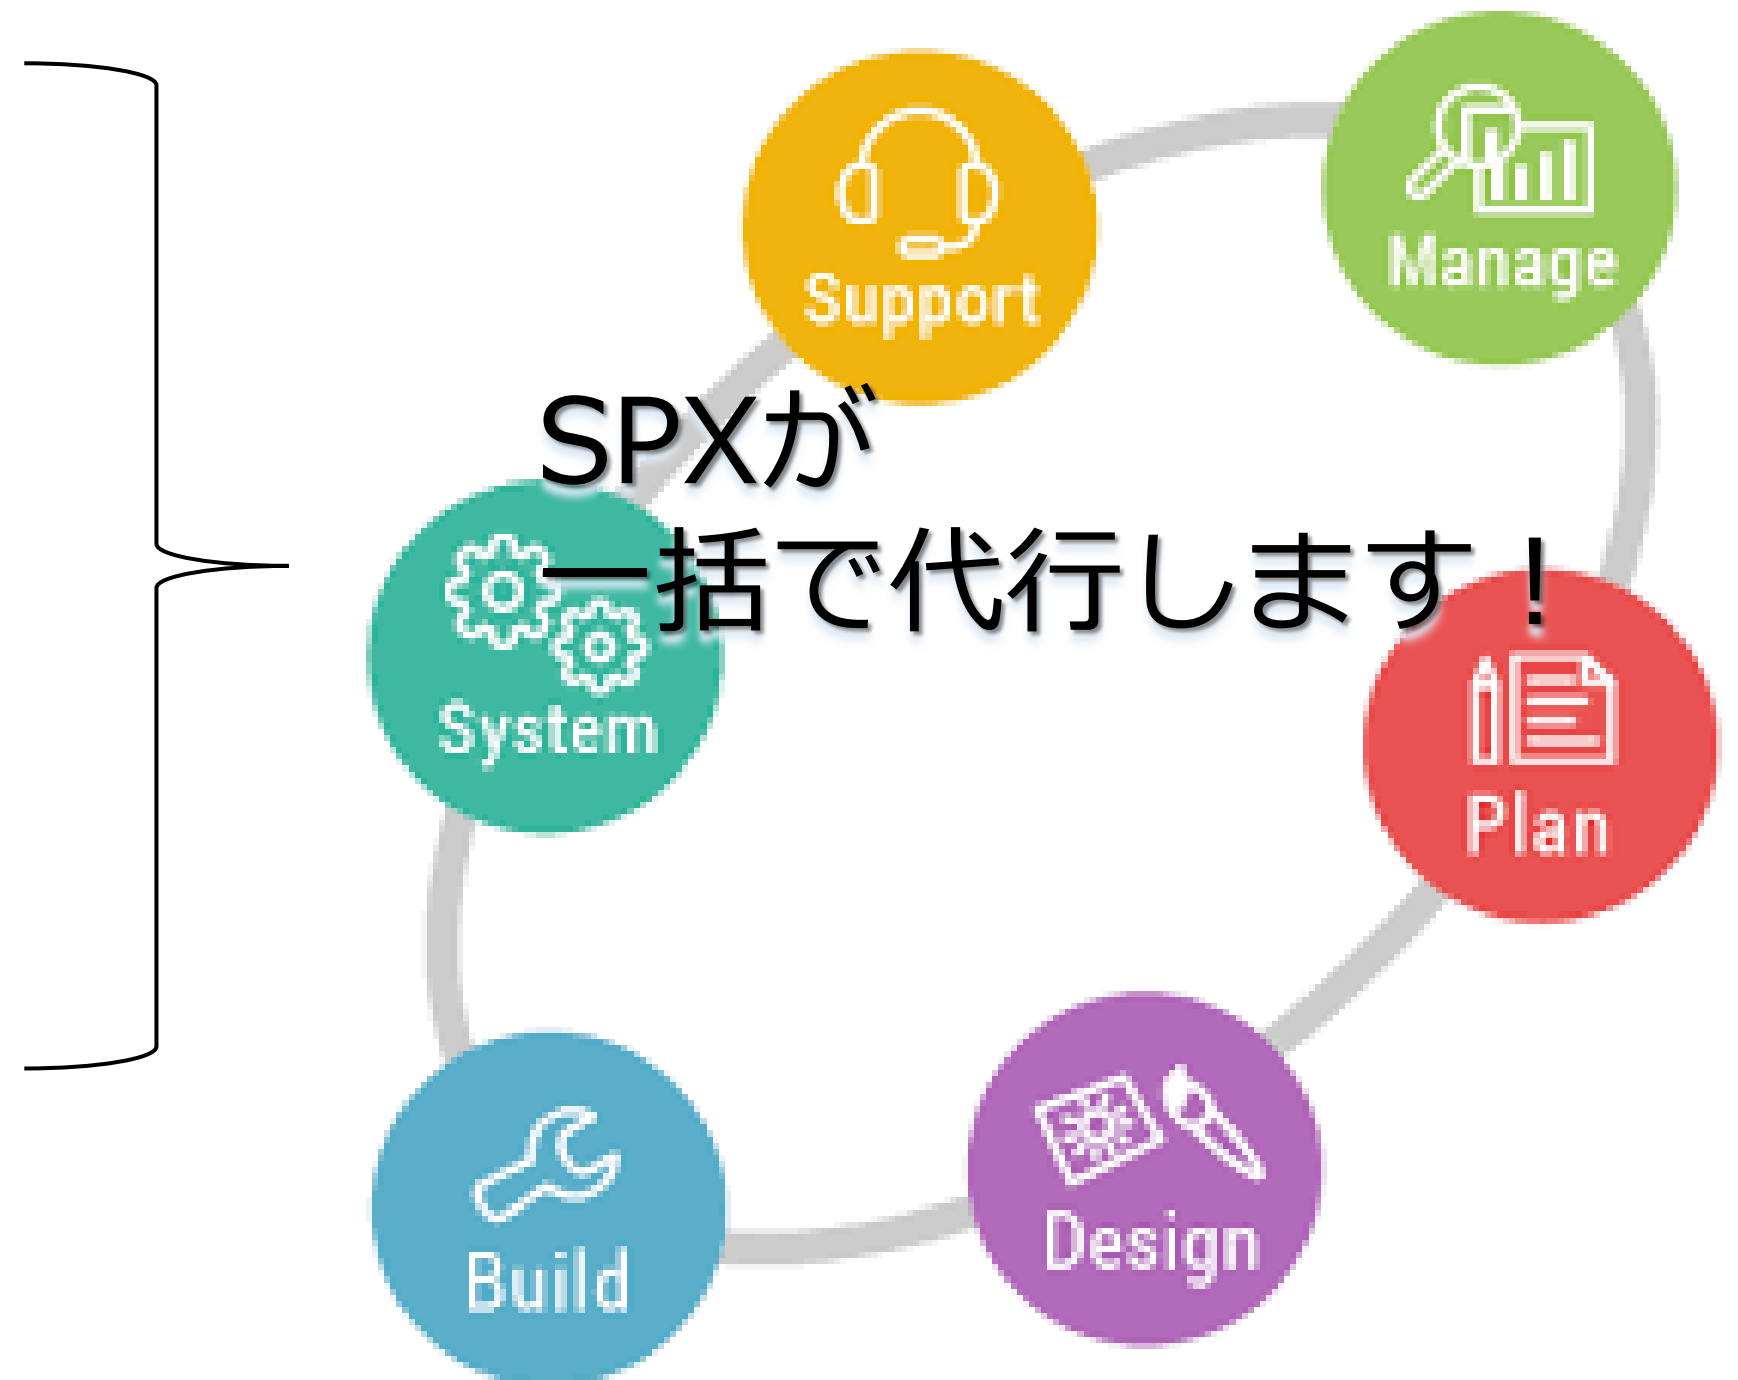 Support
Manage
SPXが
一括で代行します！
System
Plan
Design
Build